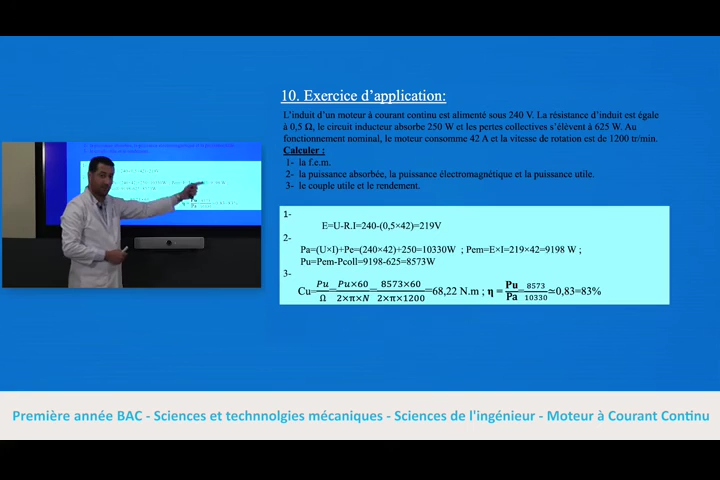 10. Exercice d'application:
L'induit d'un moteur à courant continu est alimenté sous 240 V. La résistance d'induit est égale
à 0,5 Ω, le circuit inducteur absorbe 250 W et les pertes collectives s'élèvent à 625 W. Au
fonctionnement nominal, le moteur consomme 42 A et la vitesse de rotation est de 1200 tr/min.
Calculer :
1- la f.e.m.
2- la puissance absorbée, la puissance électromagnétique et la puissance utile.
3- le couple utile et le rendement.
1-
E=U-R.I=240-(0,5×42)=219V
2-
Pa=(U×I)+Pe=(240×42)+250=10330W ; Pem=E×I=219×42=9198 W ;
Pu=Pem-Pcoll=9198-625=8573W
3-
Cu=Pu/Ω=Pu×60/2×π×N=8573×60/2×π×1200=68,22 N.m ; η = Pu/Pa=8573/10330≃0,83=83%
Première année BAC - Sciences et technnolgies mécaniques - Sciences de l'ingénieur - Moteur à Courant Continu